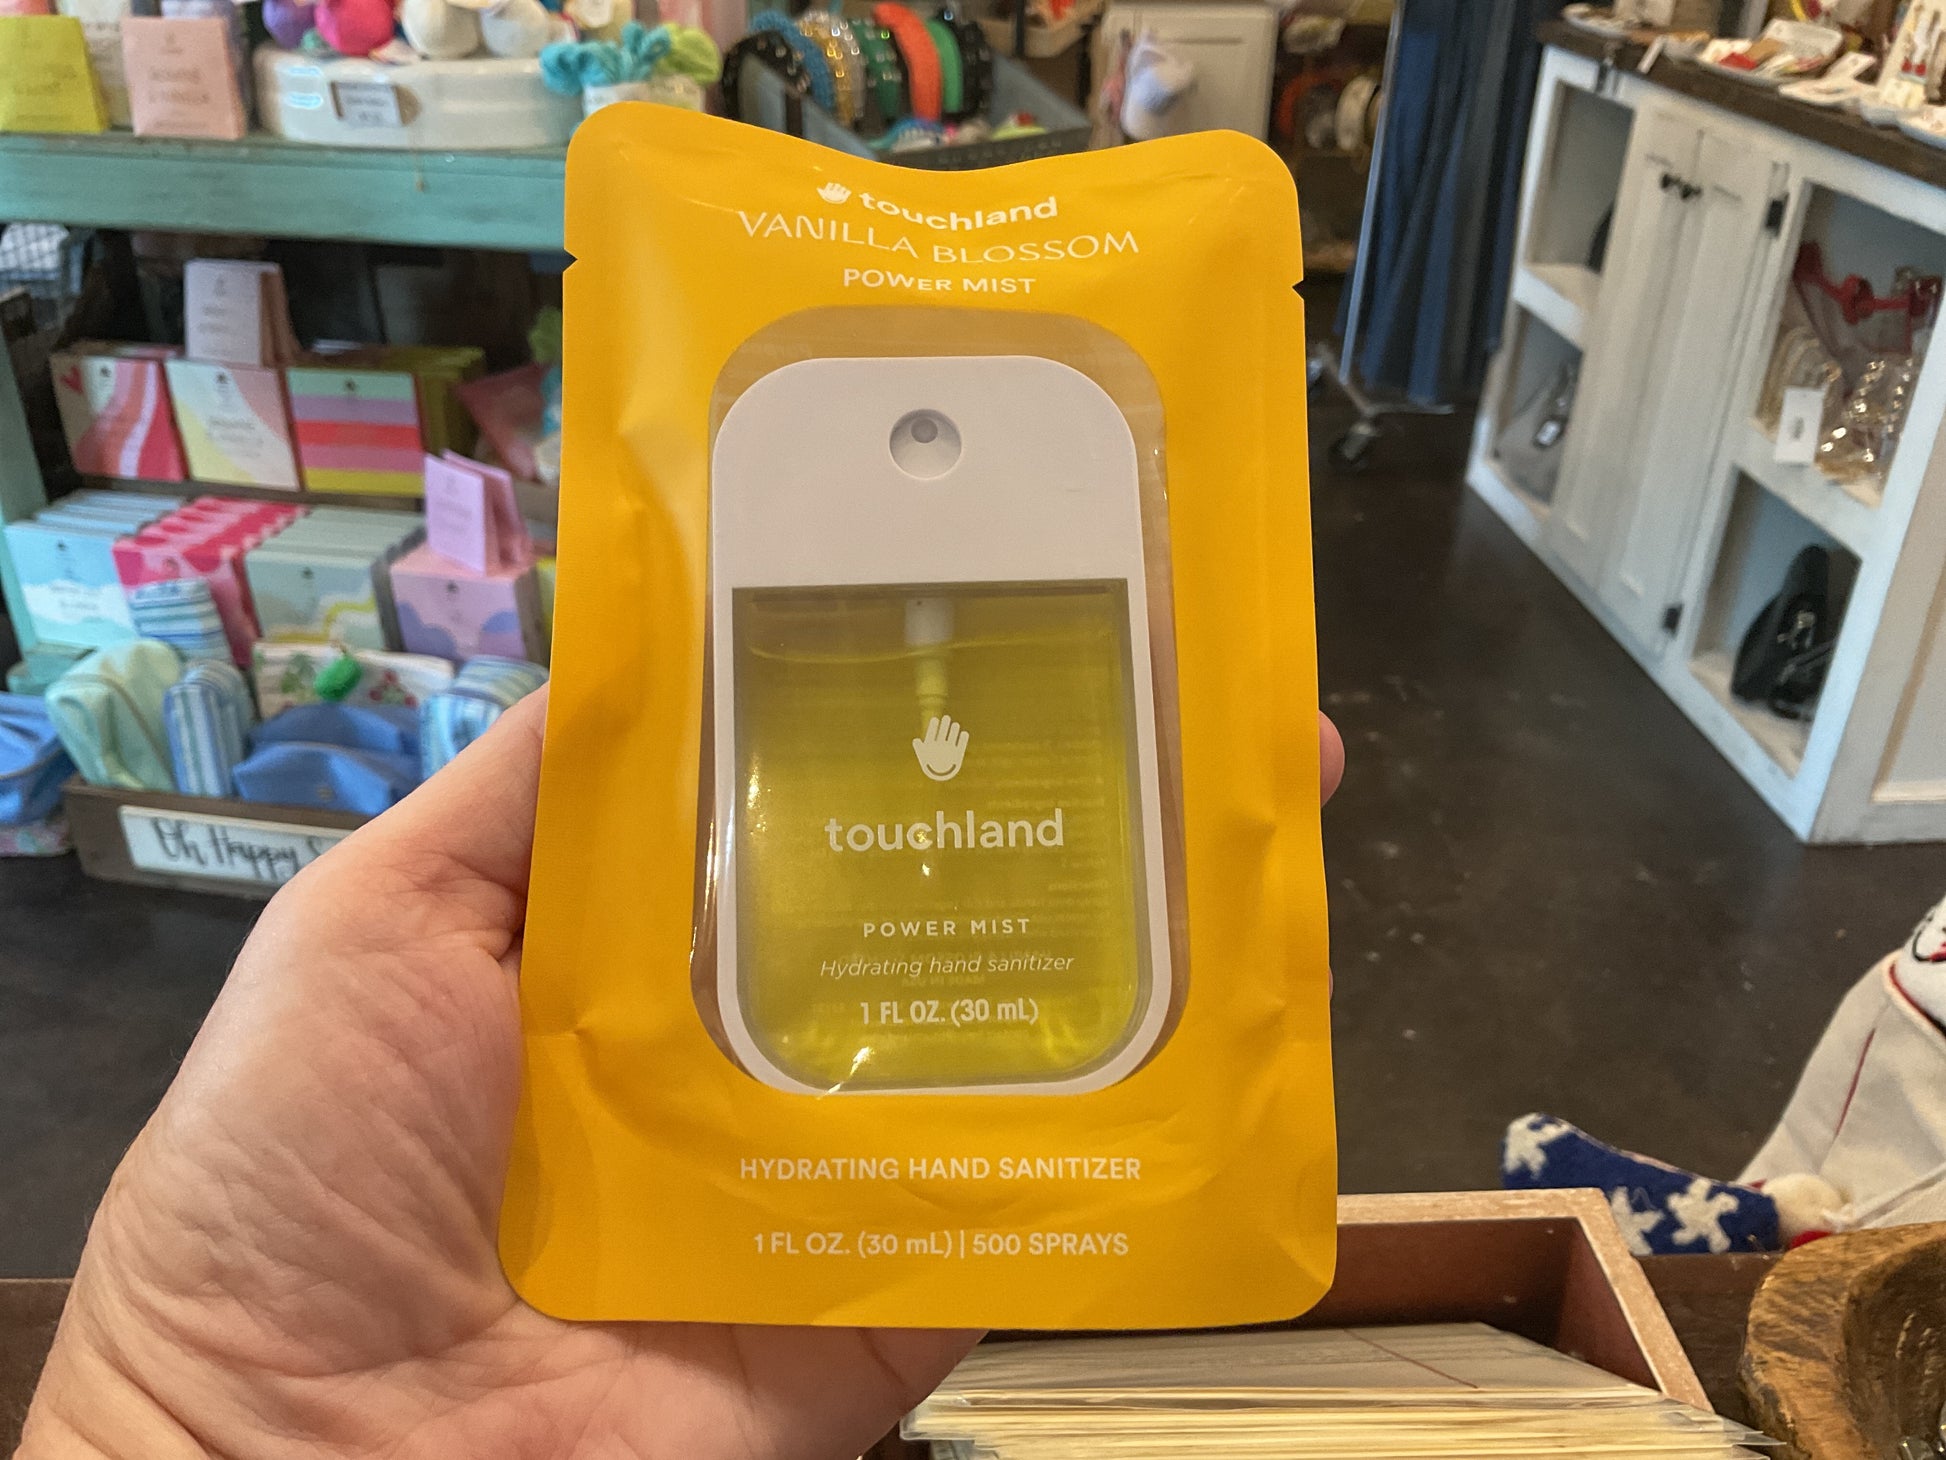 touchland
VANILLA BLOSSOM
POWER MIST
touchland
POWER MIST
Hydrating hand sanitizer
1 FL OZ. (30 mL)
HYDRATING HAND SANITIZER
1 FL OZ. (30 mL) | 500 SPRAYS
Oh Happy